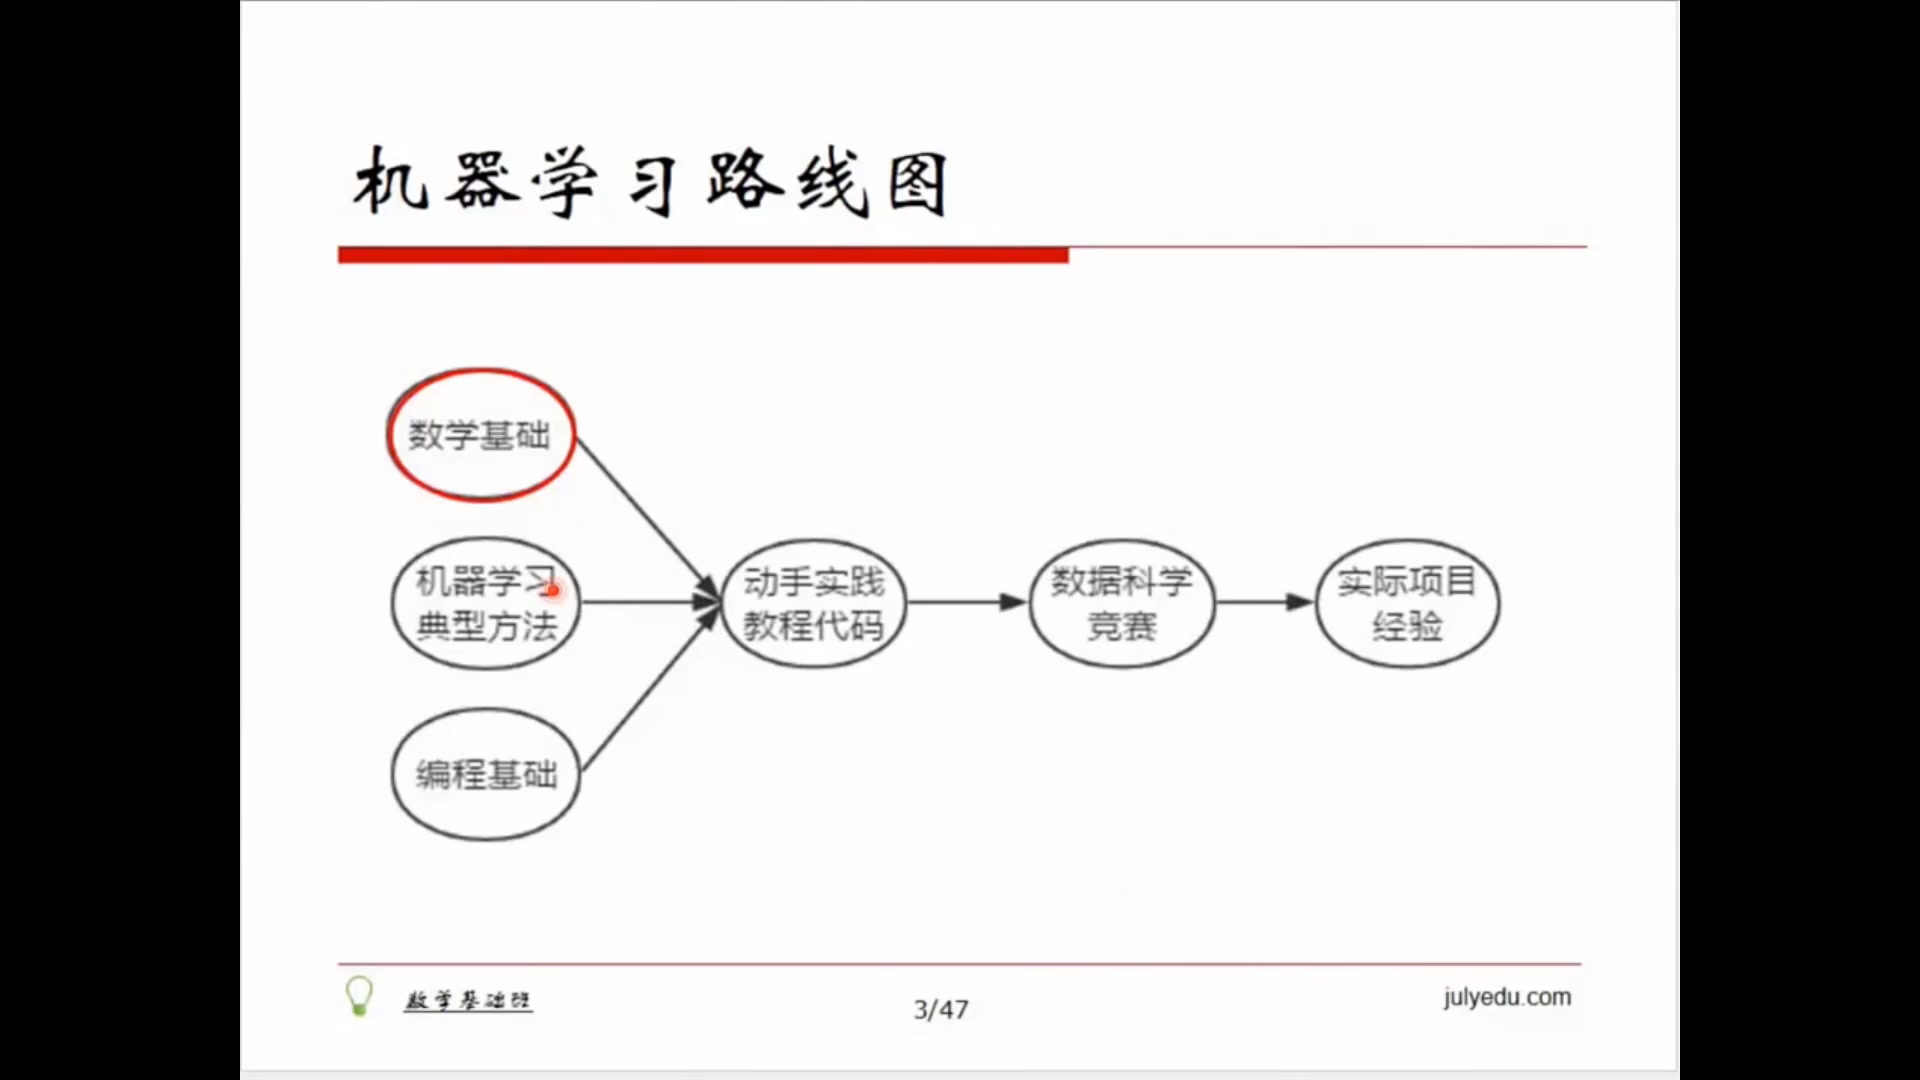 机器学习路线图
数学基础
机器学习
典型方法
编程基础
动手实践
教程代码
数据科学
竞赛
实际项目
经验
数学基础班
3/47
julyedu.com